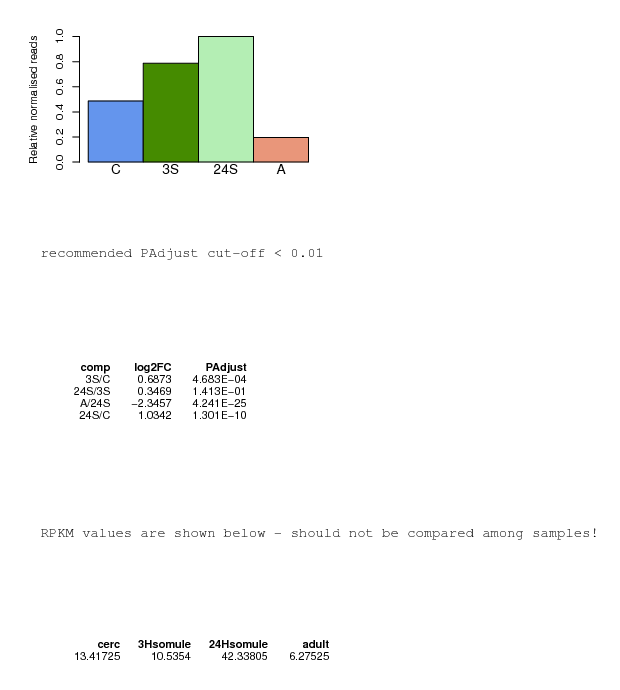 Relative normalised reads
1.0
0.8
0.6
0.4
0.2
0.0
C 3S 24S A
recommended PAdjust cut-off < 0.01
comp log2FC PAdjust
3S/C 0.6873 4.683E-04
24S/3S 0.3469 1.413E-01
A/24S -2.3457 4.241E-25
24S/C 1.0342 1.301E-10
RPKM values are shown below - should not be compared among samples!
cerc 3Hsomule 24Hsomule adult
13.41725 10.5354 42.33805 6.27525